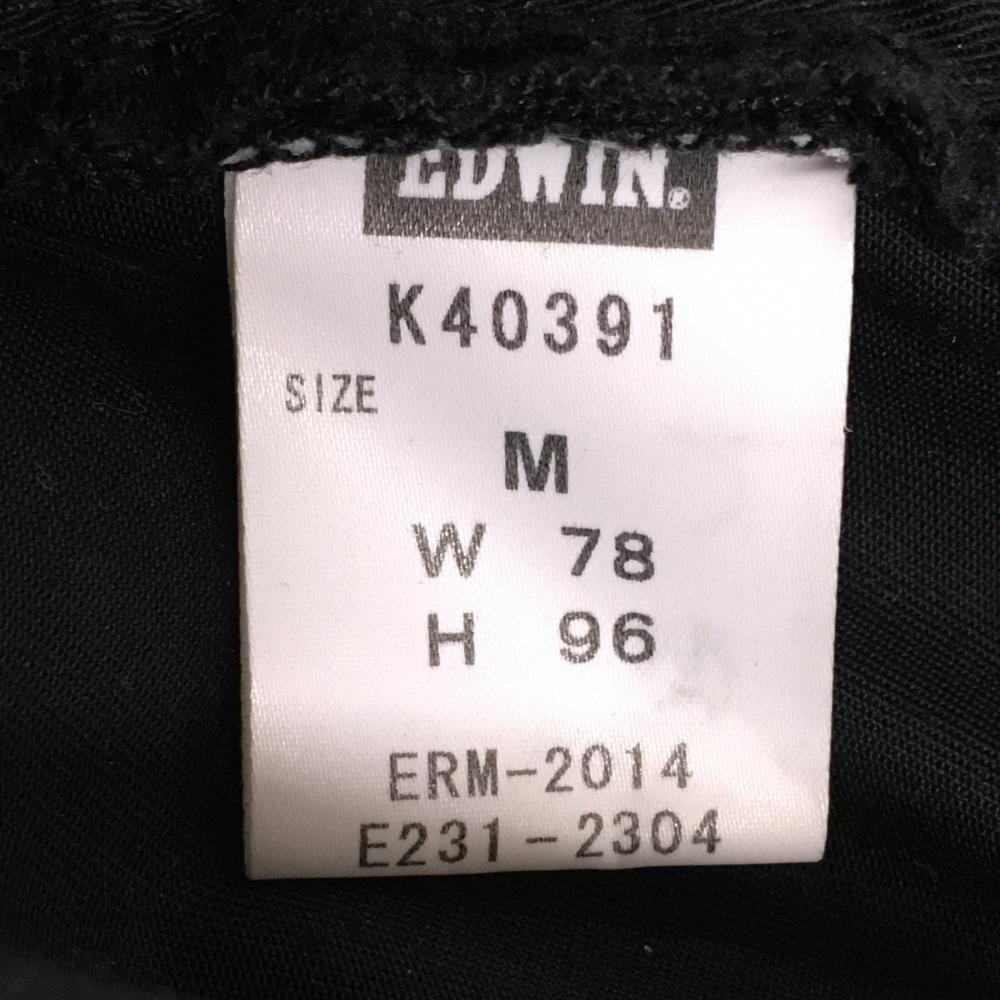 EDWIN®
K40391
SIZE
M
W 78
H 96
ERM-2014
E231-2304